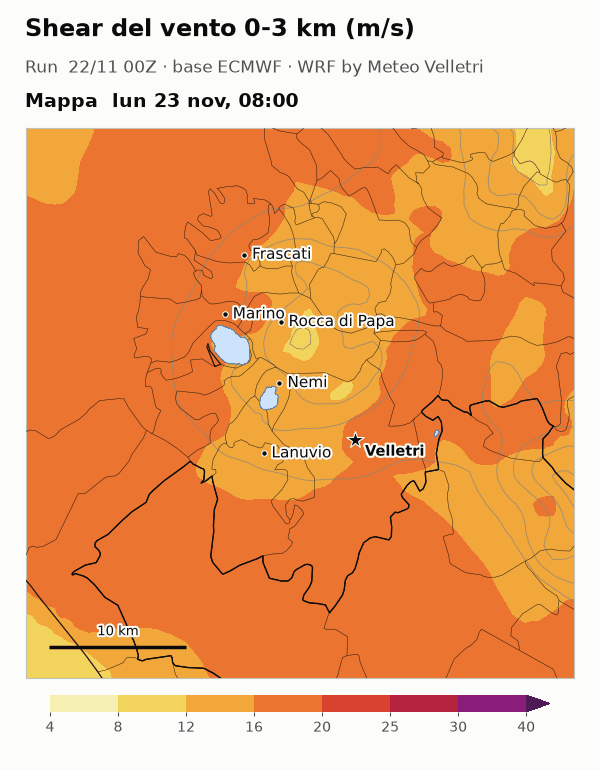 Shear del vento 0-3 km (m/s)
Run  22/11 00Z · base ECMWF · WRF by Meteo Velletri
Mappa  lun 23 nov, 08:00
Frascati
Marino
Rocca di Papa
Nemi
Velletri
Lanuvio
10 km
4 8 12 16 20 25 30 40